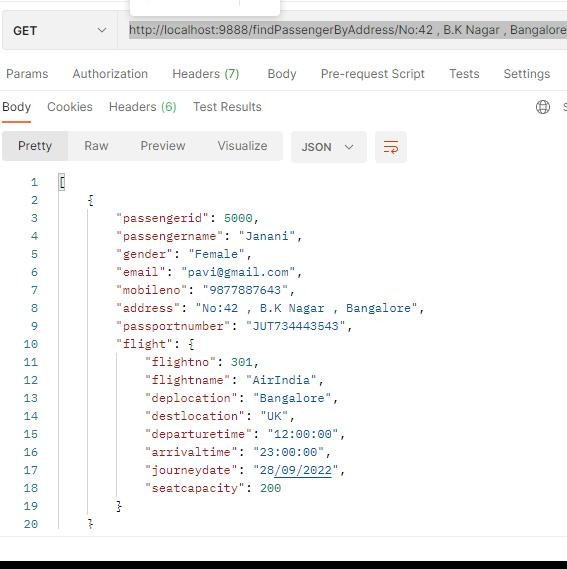 GET http://localhost:9888/findPassengerByAddress/No:42 , B.K Nagar , Bangalore
Params Authorization Headers (7) Body Pre-request Script Tests Settings
Body Cookies Headers (6) Test Results S
Pretty Raw Preview Visualize JSON
1 [
2 {
3 "passengerid": 5000,
4 "passengername": "Janani",
5 "gender": "Female",
6 "email": "pavi@gmail.com",
7 "mobileno": "9877887643",
8 "address": "No:42 , B.K Nagar , Bangalore",
9 "passportnumber": "JUT734443543",
10 "flight": {
11 "flightno": 301,
12 "flightname": "AirIndia",
13 "deplocation": "Bangalore",
14 "destlocation": "UK",
15 "departuretime": "12:00:00",
16 "arrivaltime": "23:00:00",
17 "journeydate": "28/09/2022",
18 "seatcapacity": 200
19 }
20 }